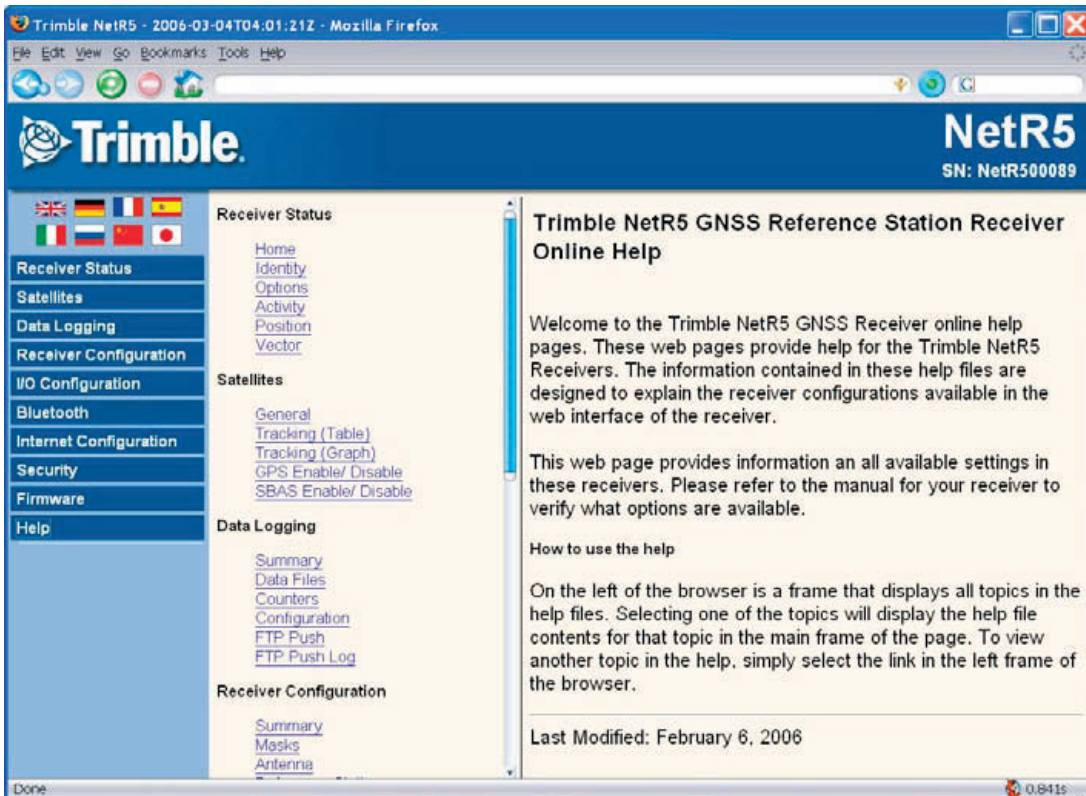 Trimble NetR5 - 2006-03-04T04:01:21Z - Mozilla Firefox
File Edit View Go Bookmarks Tools Help
G
Trimble.
NetR5
SN: NetR500089
Receiver Status
Satellites
Data Logging
Receiver Configuration
I/O Configuration
Bluetooth
Internet Configuration
Security
Firmware
Help
Receiver Status
Home
Identity
Options
Activity
Position
Vector
Satellites
General
Tracking (Table)
Tracking (Graph)
GPS Enable/ Disable
SBAS Enable/ Disable
Data Logging
Summary
Data Files
Counters
Configuration
FTP Push
FTP Push Log
Receiver Configuration
Summary
Masks
Antenna
Trimble NetR5 GNSS Reference Station Receiver
Online Help
Welcome to the Trimble NetR5 GNSS Receiver online help
pages. These web pages provide help for the Trimble NetR5
Receivers. The information contained in these help files are
designed to explain the receiver configurations available in the
web interface of the receiver.
This web page provides information an all available settings in
these receivers. Please refer to the manual for your receiver to
verify what options are available.
How to use the help
On the left of the browser is a frame that displays all topics in the
help files. Selecting one of the topics will display the help file
contents for that topic in the main frame of the page. To view
another topic in the help, simply select the link in the left frame of
the browser.
Last Modified: February 6, 2006
Done
0.841s